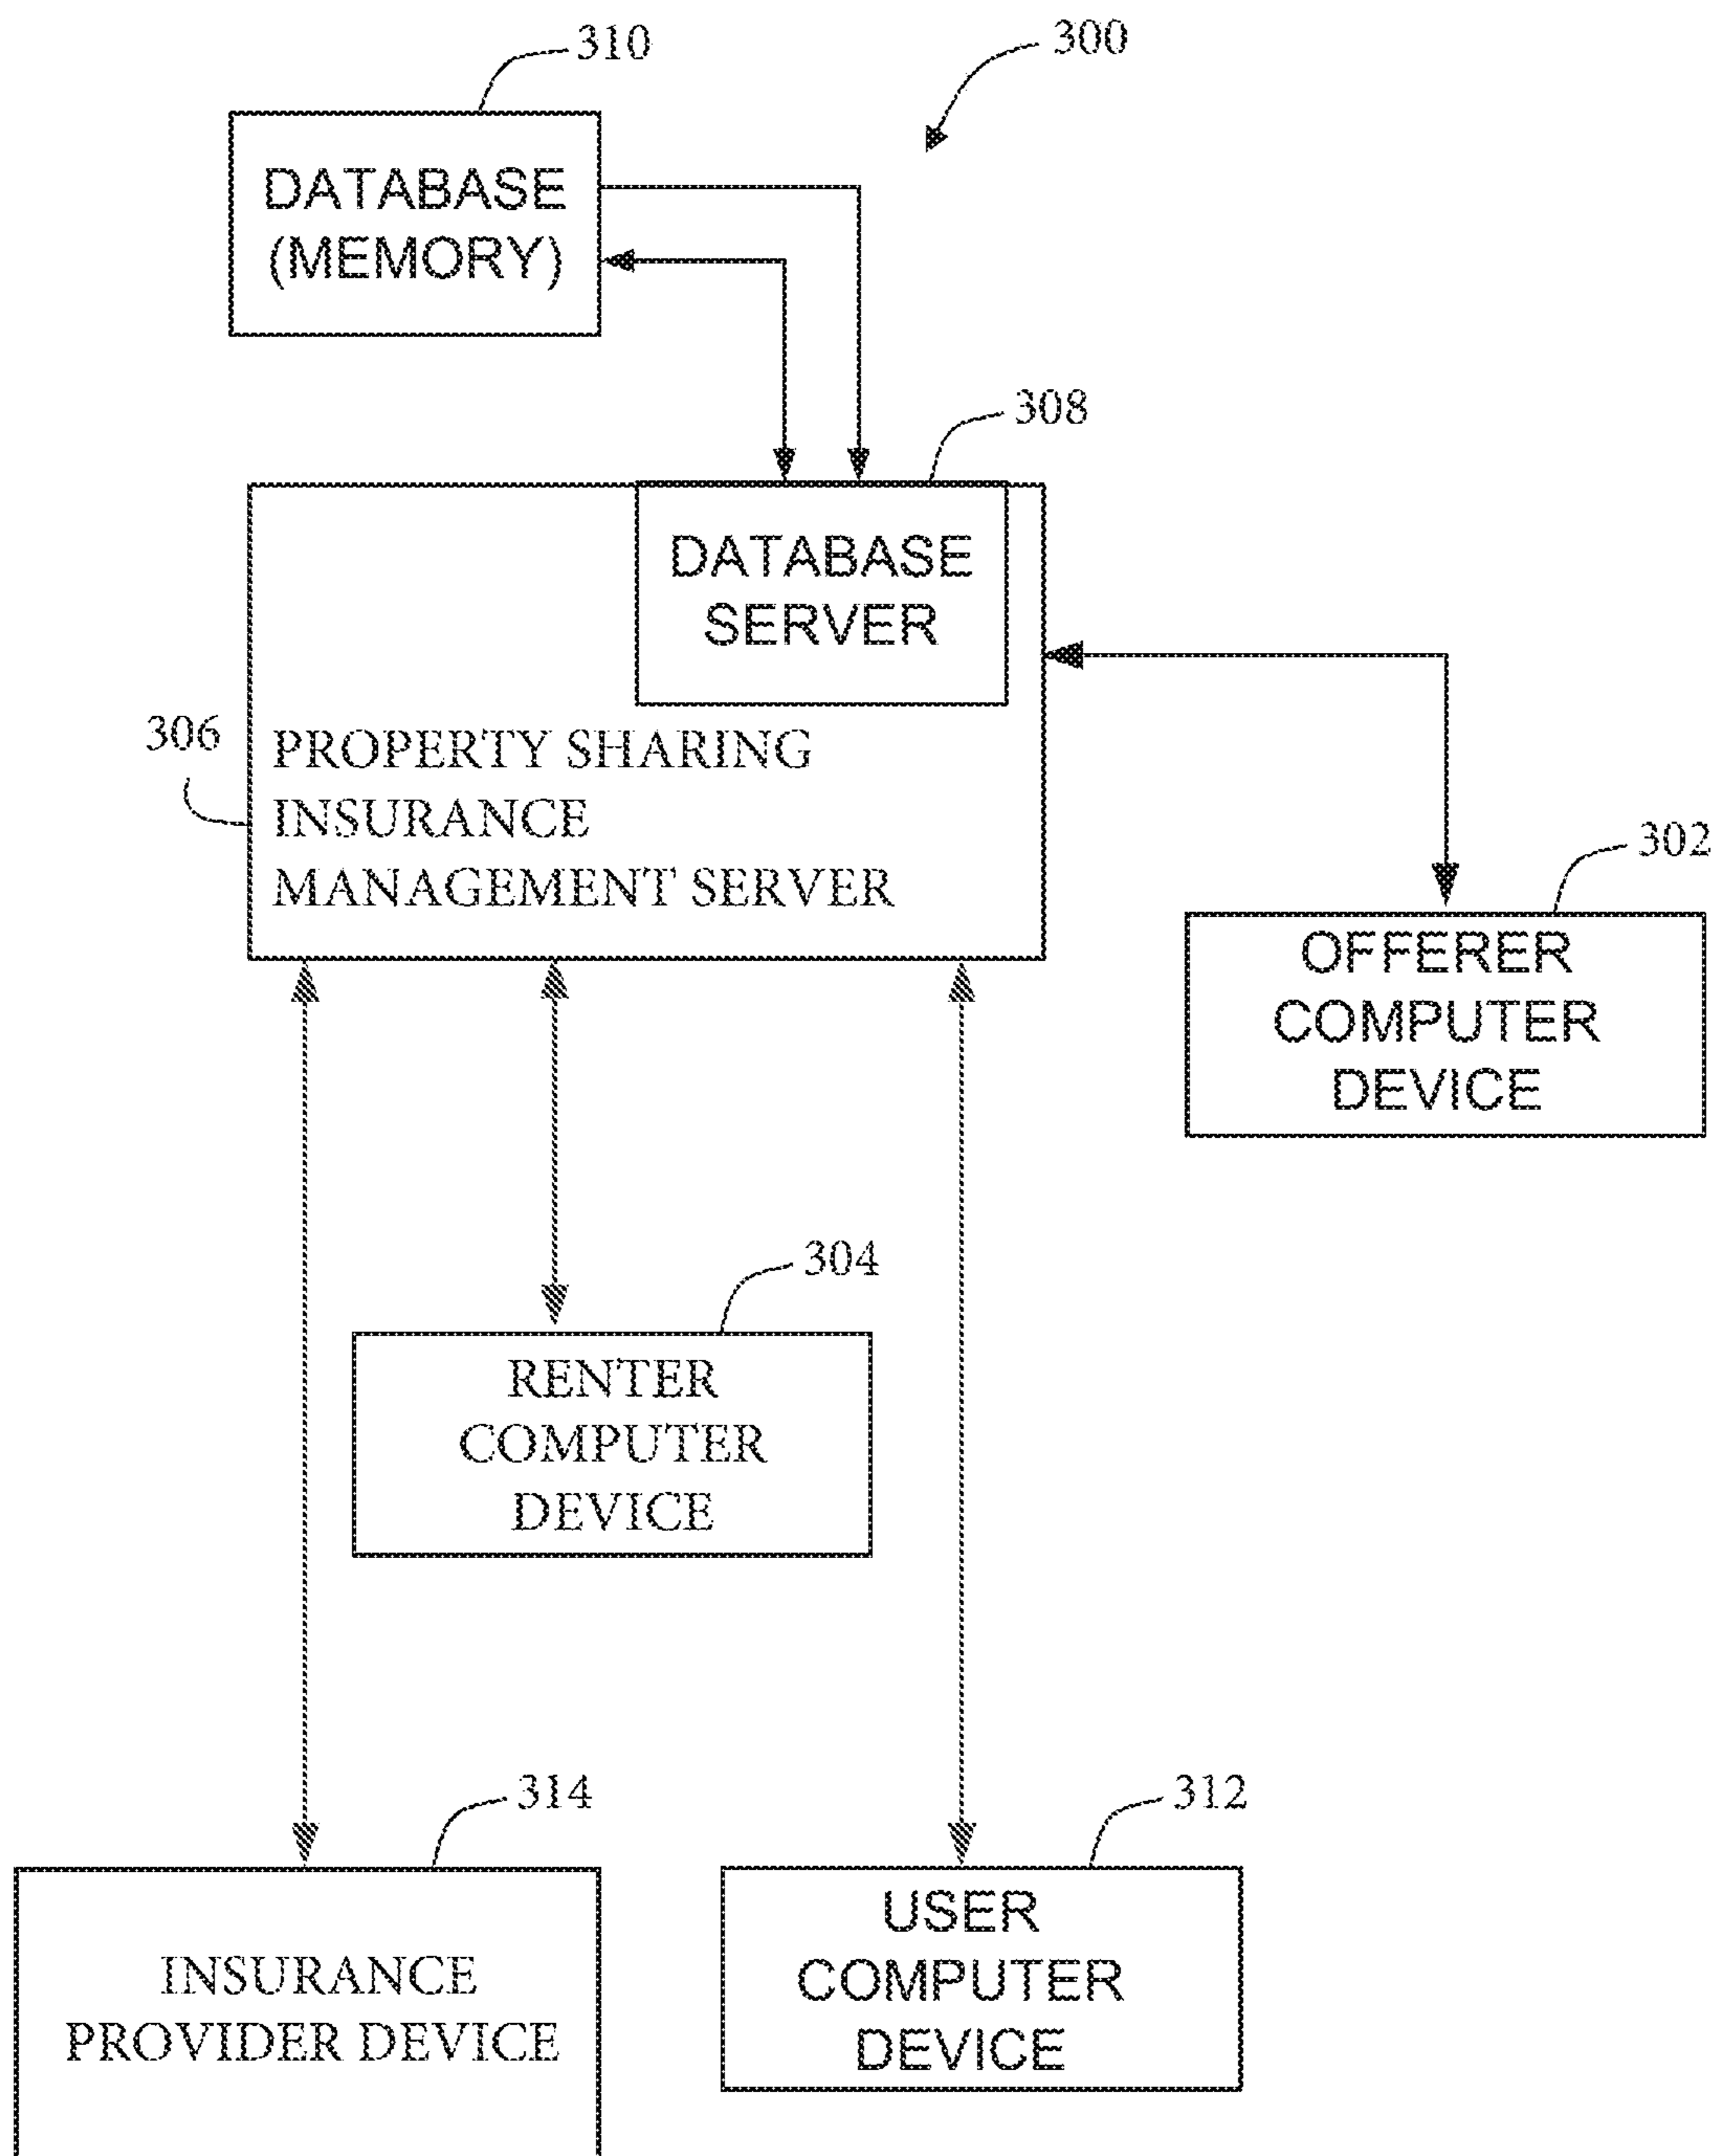 310
300
DATABASE
(MEMORY)
308
DATABASE
SERVER
306
PROPERTY SHARING
INSURANCE
MANAGEMENT SERVER
302
OFFERER
COMPUTER
DEVICE
304
RENTER
COMPUTER
DEVICE
314
312
INSURANCE
PROVIDER DEVICE
USER
COMPUTER
DEVICE